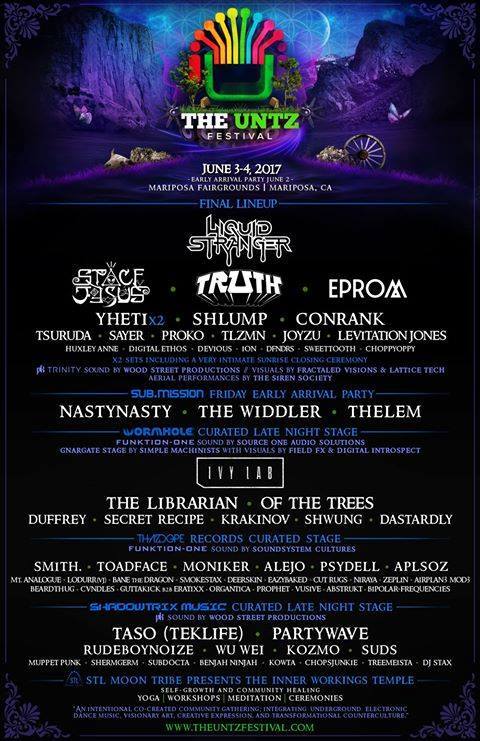 THE UNTZ
FESTIVAL
JUNE 3-4, 2017
- EARLY ARRIVAL PARTY JUNE 2 -
MARIPOSA FAIRGROUNDS | MARIPOSA, CA
FINAL LINEUP
LIQUID
STRANGER
SPACE JESUS • TRUTH • EPROM
YHETI X2 • SHLUMP • CONRANK
TSURUDA • SAYER • PROKO • TLZMN • JOYZU • LEVITATION JONES
HUXLEY ANNE • DIGITAL ETHOS • DEVIOUS • ION • DFNDRS • SWEETTOOTH • CHOPPYOPPY
X2 SETS INCLUDING A VERY INTIMATE SUNRISE CLOSING CEREMONY
PK TRINITY SOUND BY WOOD STREET PRODUCTIONS // VISUALS BY FRACTALED VISIONS & LATTICE TECH
AERIAL PERFORMANCES BY THE SIREN SOCIETY
SUB.MISSION FRIDAY EARLY ARRIVAL PARTY
NASTYNASTY • THE WIDDLER • THELEM
WORMHOLE CURATED LATE NIGHT STAGE
FUNKTION-ONE SOUND BY SOURCE ONE AUDIO SOLUTIONS
GNARGATE STAGE BY SIMPLE MACHINISTS WITH VISUALS BY FIELD FX & DIGITAL INTROSPECT
IVY LAB
THE LIBRARIAN • OF THE TREES
DUFFREY • SECRET RECIPE • KRAKINOV • SHWUNG • DASTARDLY
THAZDOPE RECORDS CURATED STAGE
FUNKTION-ONE SOUND BY SOUNDSYSTEM CULTURES
SMITH. • TOADFACE • MONIKER • ALEJO • PSYDELL • APLSOZ
MT. ANALOGUE • LODURR(VJ) • BANE THE DRAGON • SMOKESTAX • DEERSKIN • EAZYBAKED • CUT RUGS • NIRAYA • ZEPLIN • AIRPLAN3 MOD3
BEARDTHUG • CVNDLES • GUTTAKICK B2B ERATIXX • ORGANTICA • PROPHET • VUSIVE • ABSTRUKT • BIPOLAR-FREQUENCIES
SHADOWTRIX MUSIC CURATED LATE NIGHT STAGE
PK SOUND BY WOOD STREET PRODUCTIONS
TASO (TEKLIFE) • PARTYWAVE
RUDEBOYNOIZE • WU WEI • KOZMO • SUDS
MUPPET PUNK • SHERMGERM • SUBDOCTA • BENJAH NINJAH • KOWTA • CHOPSJUNKIE • TREEMEISTA • DJ STAX
STL MOON TRIBE PRESENTS THE INNER WORKINGS TEMPLE
SELF-GROWTH AND COMMUNITY HEALING
YOGA | WORKSHOPS | MEDITATION | CEREMONIES
"AN INTENTIONAL CO-CREATED COMMUNITY GATHERING; INTEGRATING UNDERGROUND ELECTRONIC
DANCE MUSIC, VISIONARY ART, CREATIVE EXPRESSION, AND TRANSFORMATIONAL COUNTERCULTURE."
WWW.THEUNTZFESTIVAL.COM